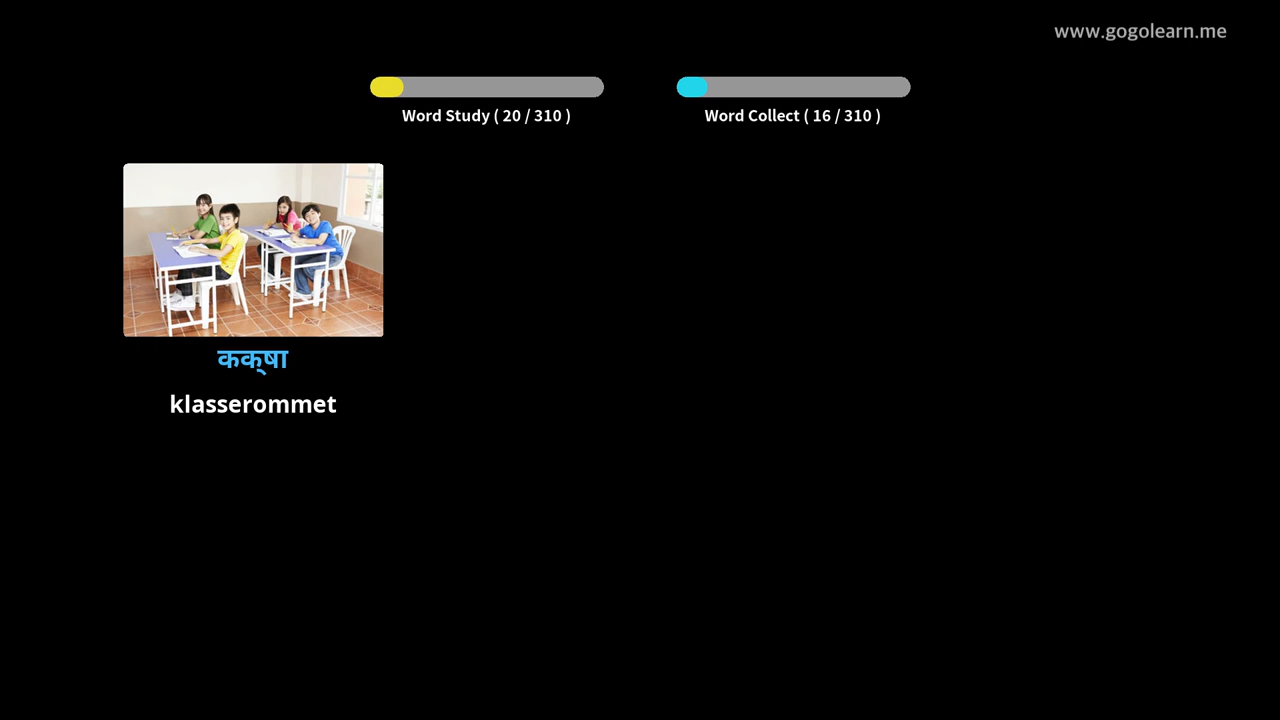 www.gogolearn.me
Word Study ( 20 / 310 )
Word Collect ( 16 / 310 )
कक्षा
klasserommet